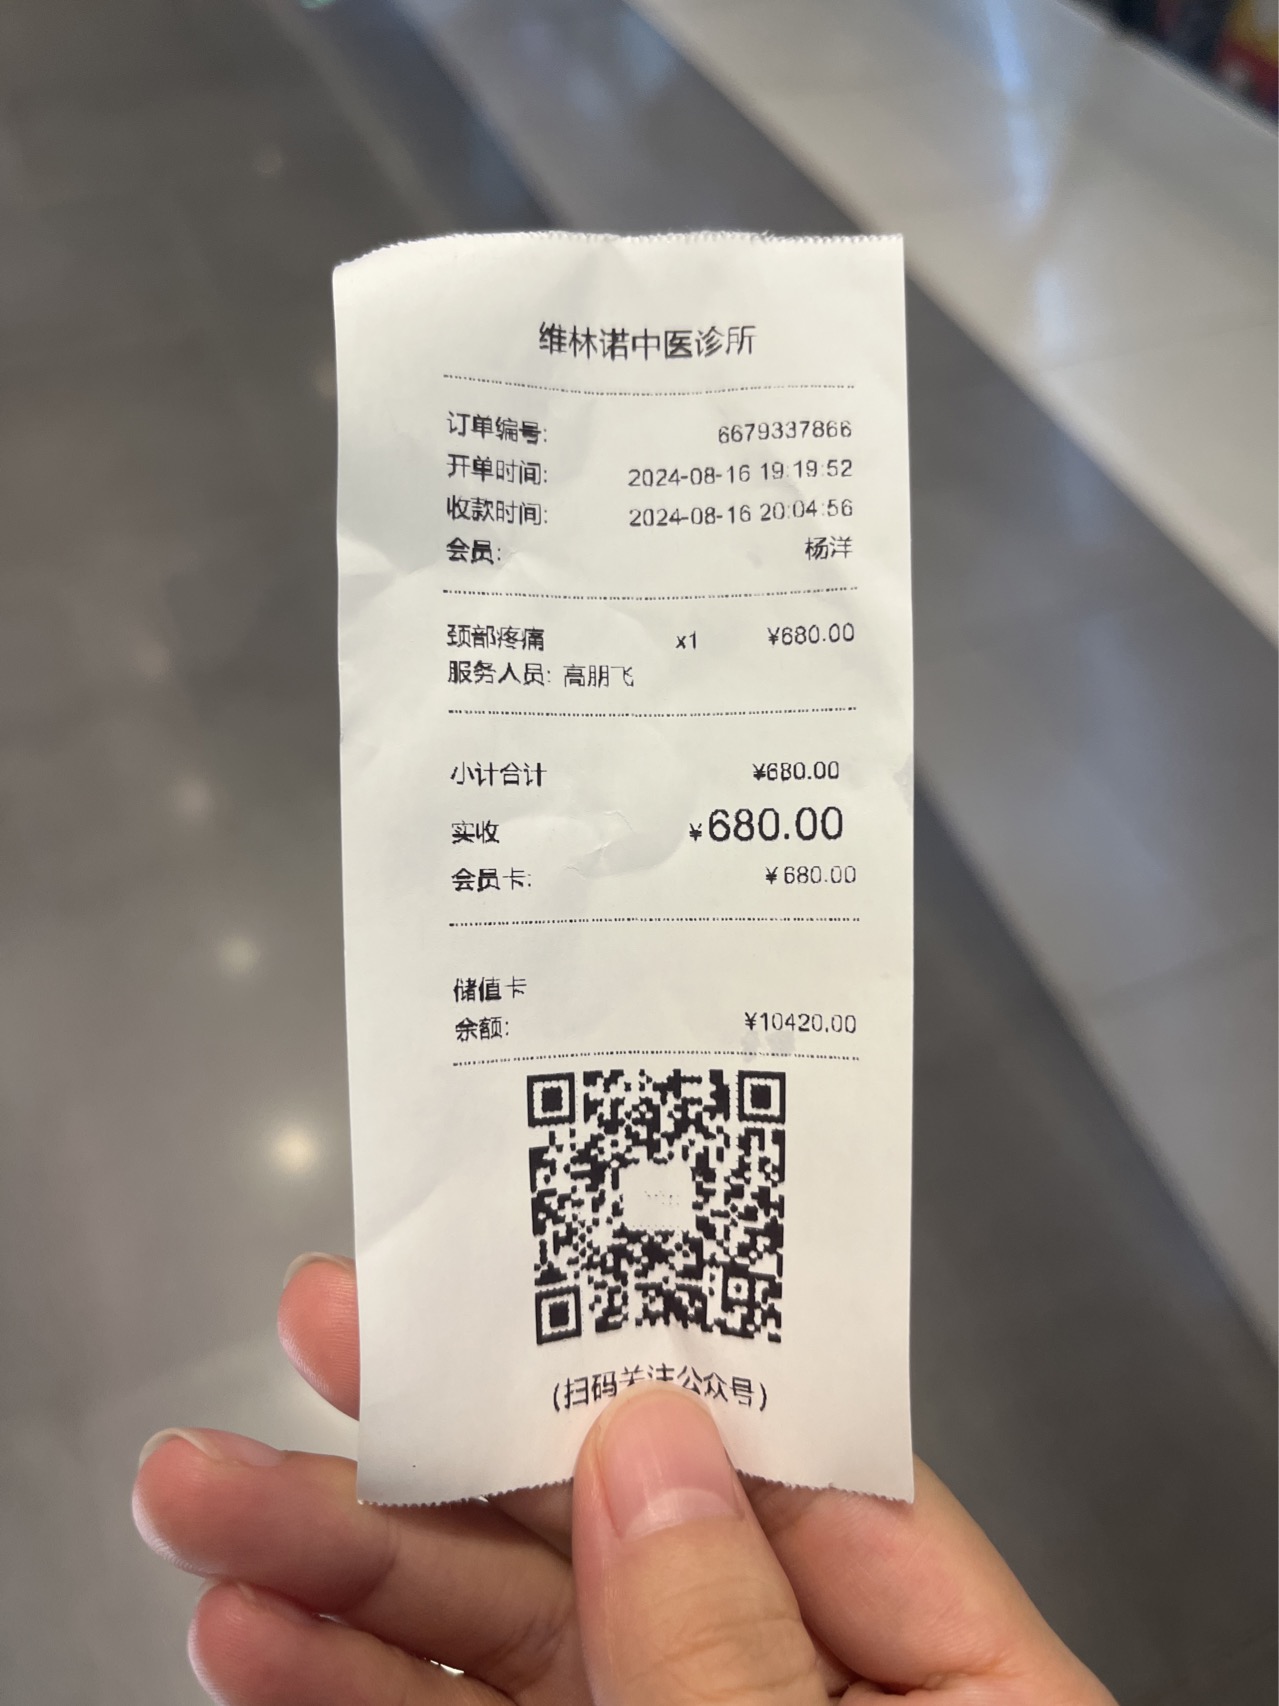 维林诺中医诊所
订单编号: 6679337866
开单时间: 2024-08-16 19:19:52
收款时间: 2024-08-16 20:04:56
会员: 杨洋
颈部疼痛 x1 ¥680.00
服务人员: 高朋飞
小计合计 ¥680.00
实收 ¥680.00
会员卡: ¥680.00
储值卡
余额: ¥10420.00
(扫码关注公众号)